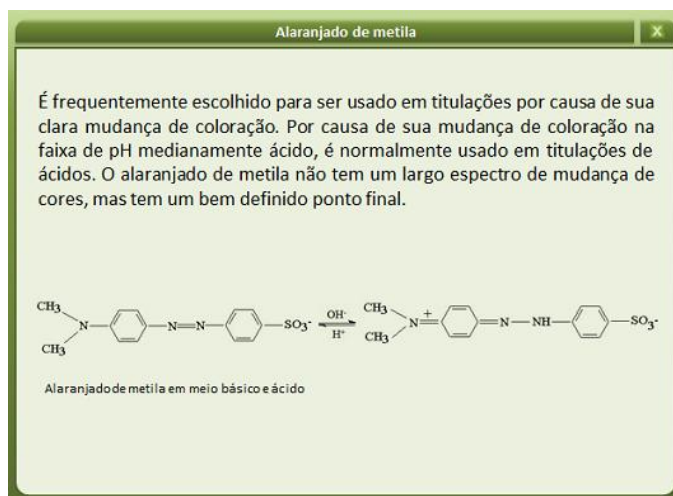 Alaranjado de metila
X
É frequentemente escolhido para ser usado em titulações por causa de sua
clara mudança de coloração. Por causa de sua mudança de coloração na
faixa de pH medianamente ácido, é normalmente usado em titulações de
ácidos. O alaranjado de metila não tem um largo espectro de mudança de
cores, mas tem um bem definido ponto final.
CH3 N N=N SO3- OH- H+ CH3 N + N NH SO3-
CH3 CH3
Alaranjado de metila em meio básico e ácido